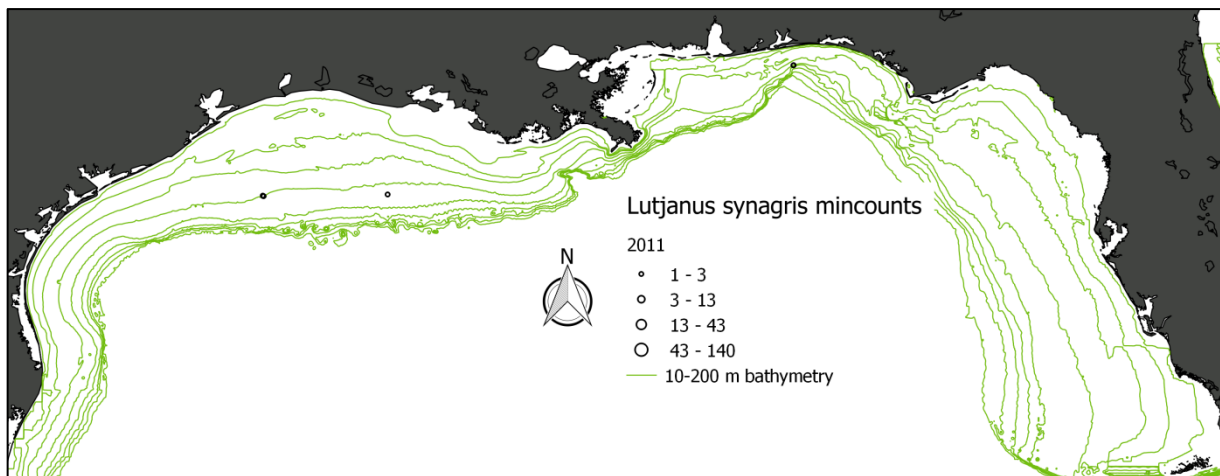 Lutjanus synagris mincounts
N
2011
1 - 3
3 - 13
13 - 43
43 - 140
10-200 m bathymetry